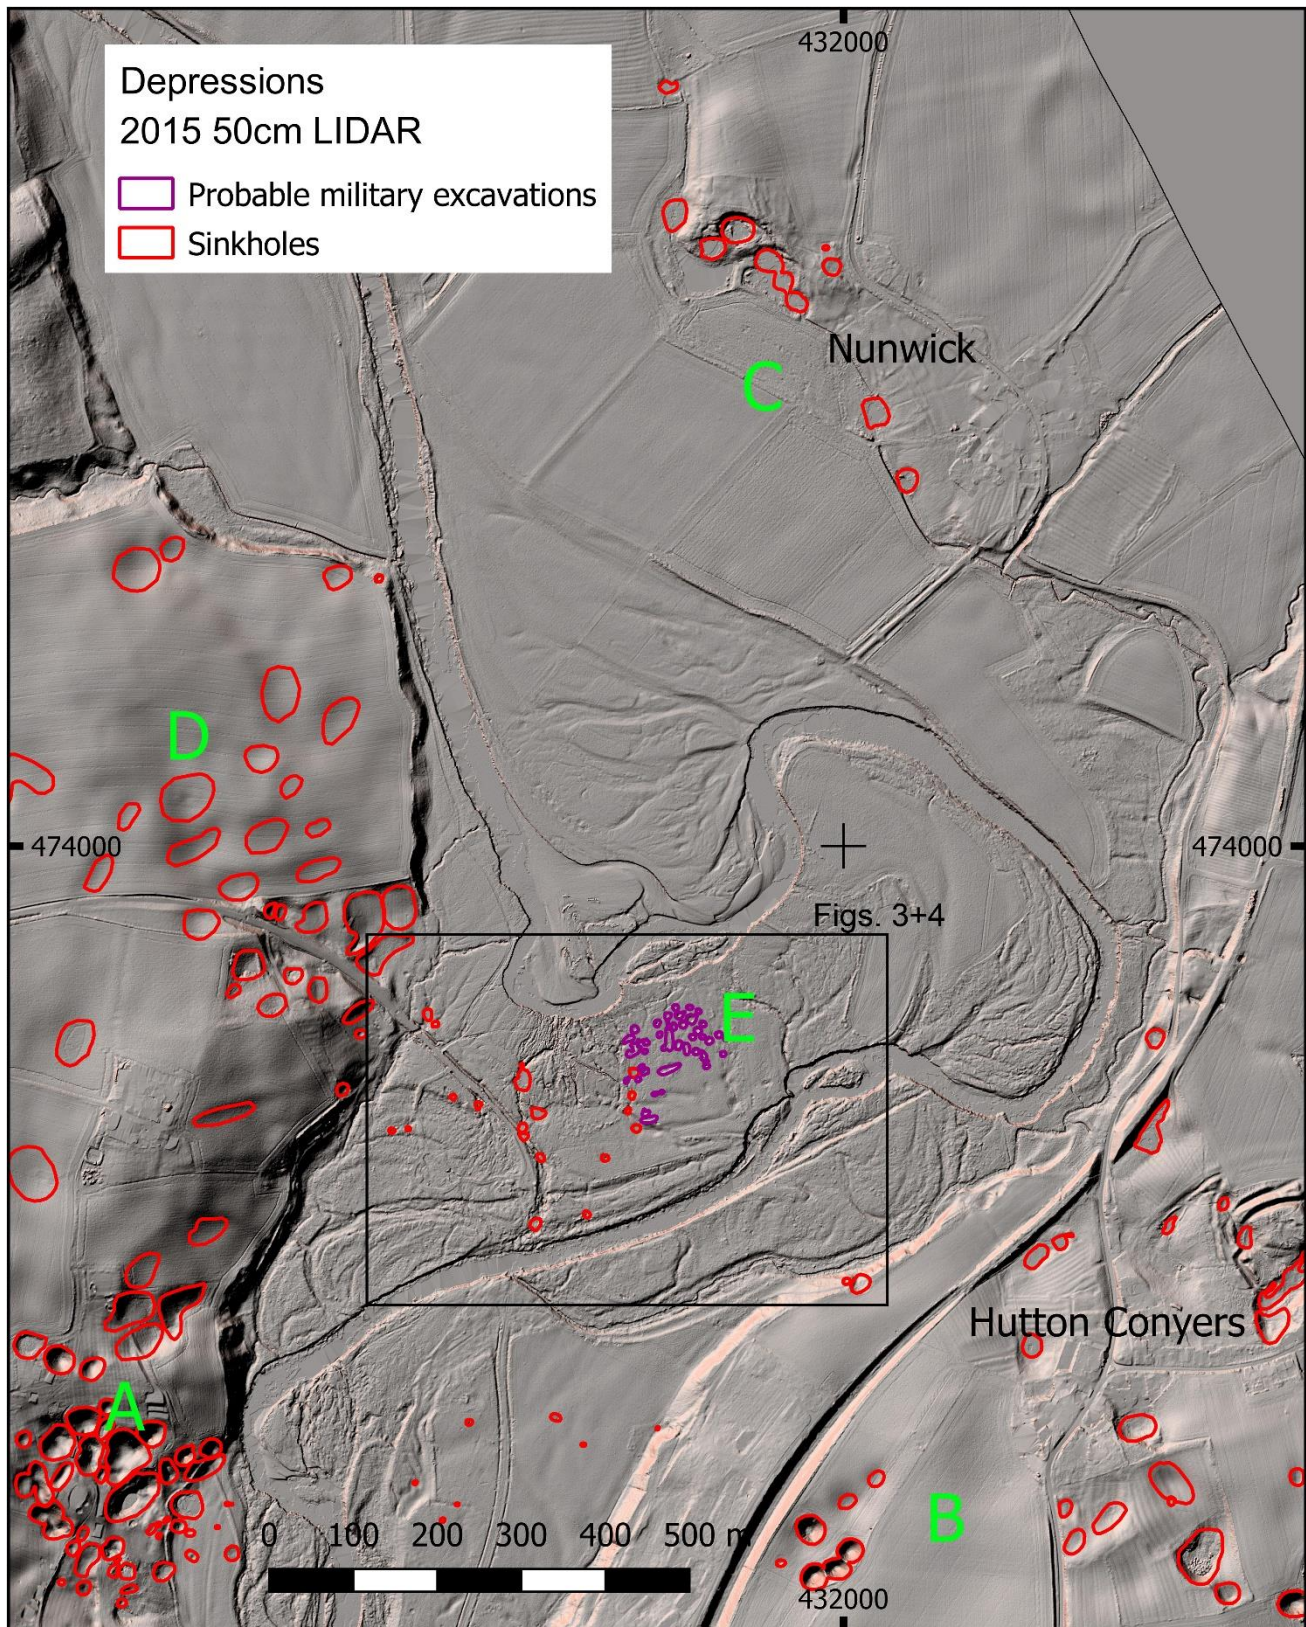 432000
Depressions
2015 50cm LIDAR
Probable military excavations
Sinkholes
Nunwick
C
D
474000
474000
Figs. 3+4
E
Hutton Conyers
A
B
0 100 200 300 400 500 m
432000